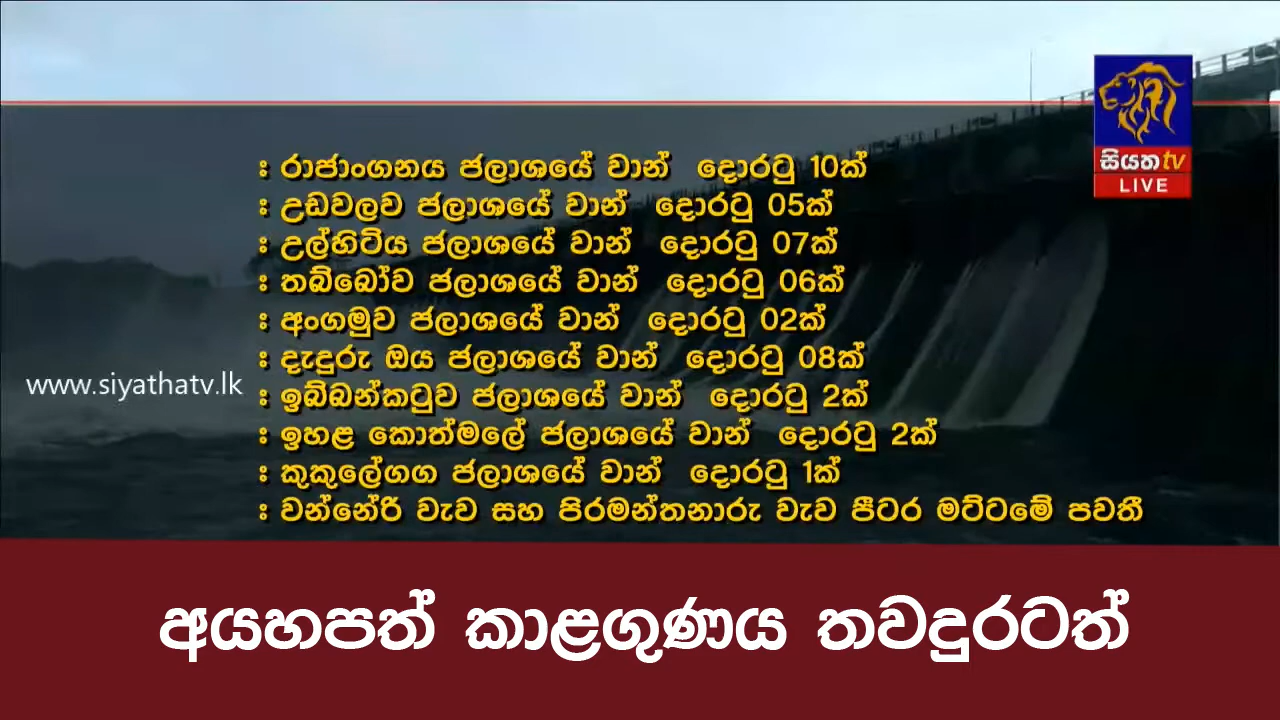 සියත tv
LIVE
: රාජාංගනය ජලාශයේ වාන් දොරටු 10ක්
: උඩවලව ජලාශයේ වාන් දොරටු 05ක්
: උල්හිටිය ජලාශයේ වාන් දොරටු 07ක්
: තබ්බෝව ජලාශයේ වාන් දොරටු 06ක්
: අංගමුව ජලාශයේ වාන් දොරටු 02ක්
: දැදුරු ඔය ජලාශයේ වාන් දොරටු 08ක්
www.siyathatv.lk
: ඉබ්බන්කටුව ජලාශයේ වාන් දොරටු 2ක්
: ඉහළ කොත්මලේ ජලාශයේ වාන් දොරටු 2ක්
: කුකුලේගග ජලාශයේ වාන් දොරටු 1ක්
: වන්නේරි වැව සහ පිරමන්තනාරු වැව පීටර මට්ටමේ පවතී
අයහපත් කාළගුණය තවදුරටත්